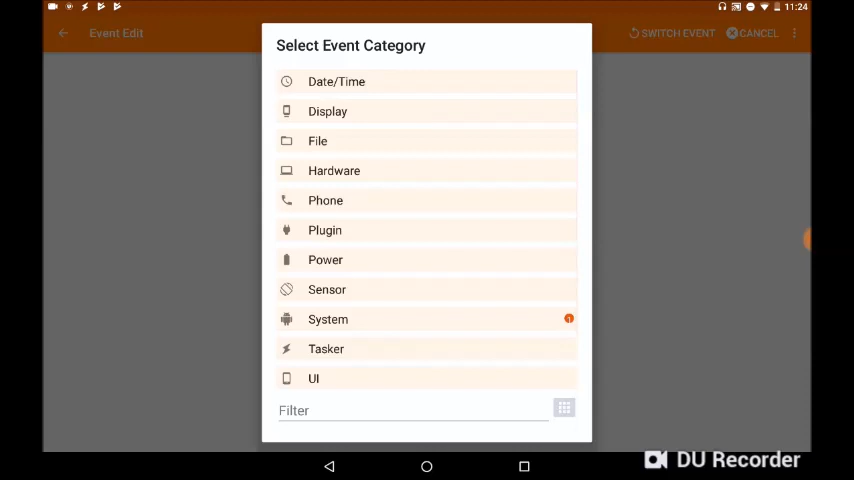 11:24
Event Edit
SWITCH EVENT
CANCEL
Select Event Category
Date/Time
Display
File
Hardware
Phone
Plugin
Power
Sensor
System
1
Tasker
UI
Filter
DU Recorder